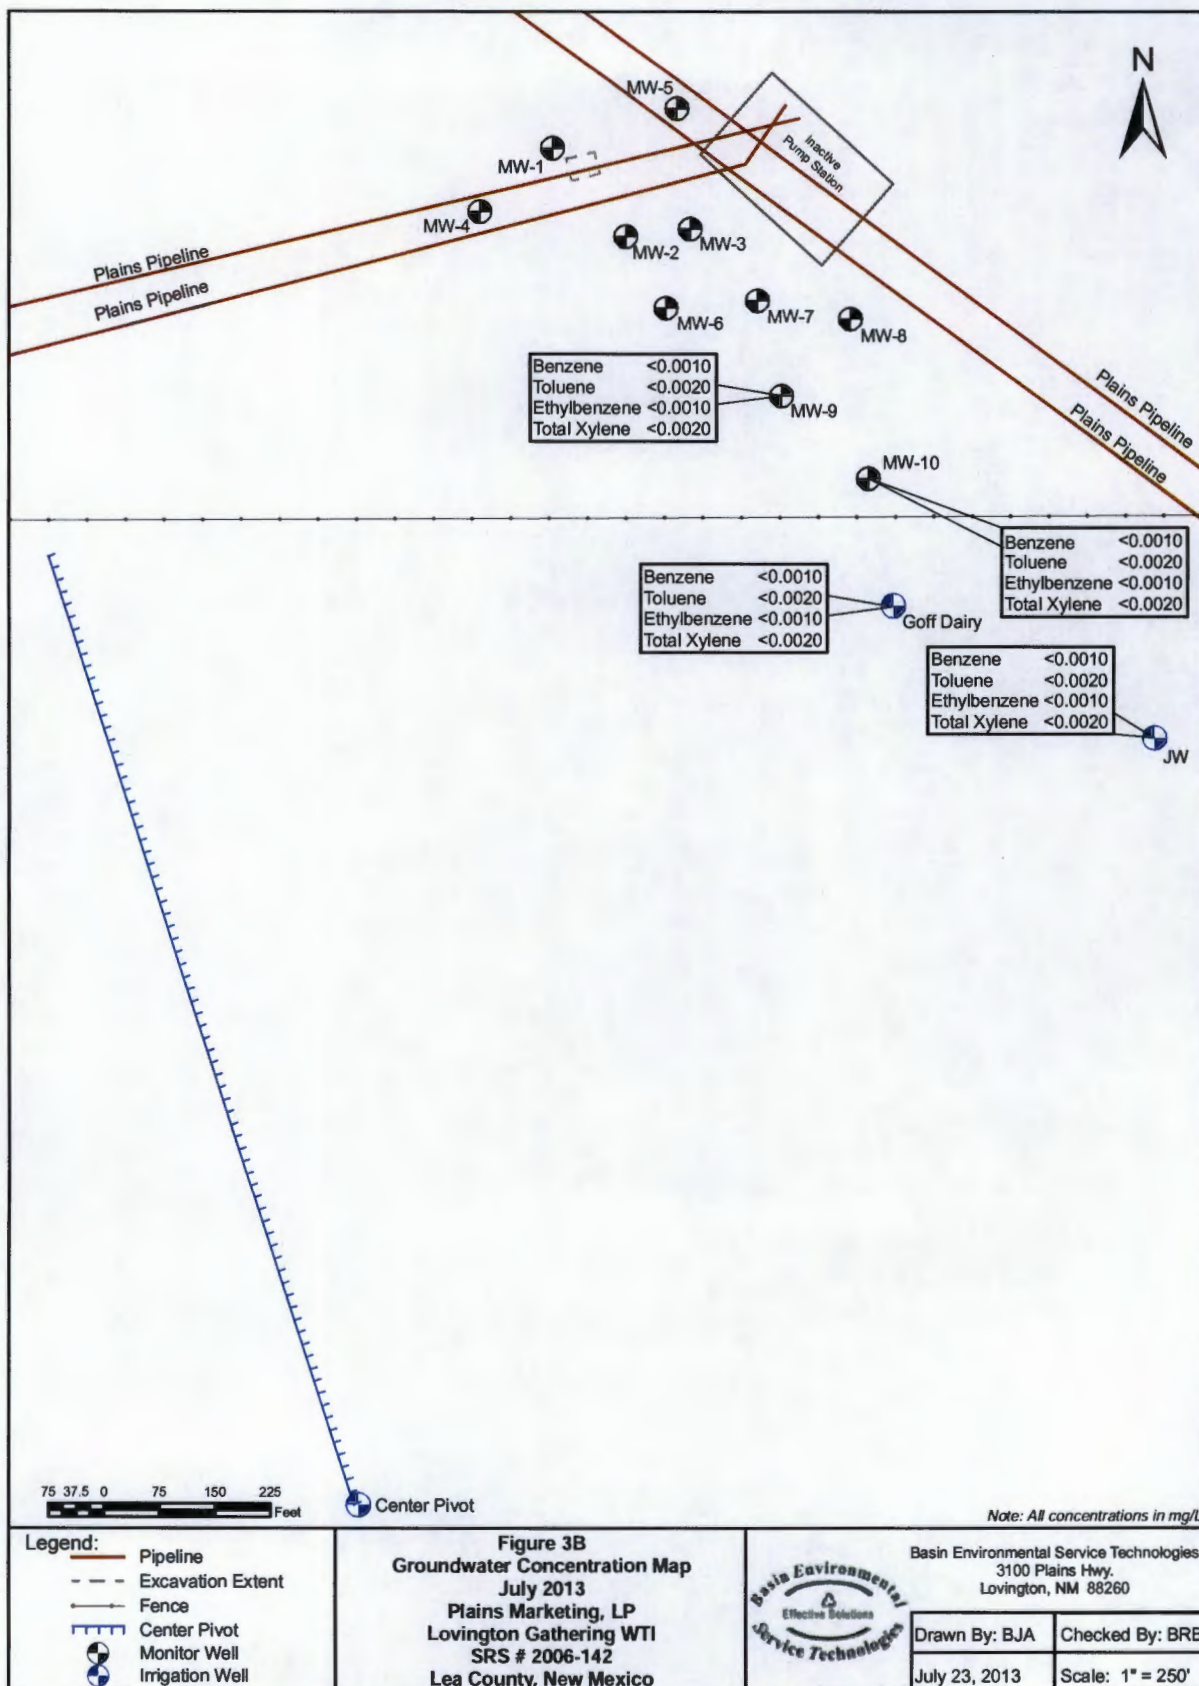 N
MW-5
MW-1
Inactive
Pump Station
MW-4
MW-2
MW-3
Plains Pipeline
Plains Pipeline
MW-6
MW-7
MW-8
Benzene <0.0010
Toluene <0.0020
Ethylbenzene <0.0010
Total Xylene <0.0020
MW-9
Plains Pipeline
Plains Pipeline
MW-10
Benzene <0.0010
Toluene <0.0020
Ethylbenzene <0.0010
Total Xylene <0.0020
Benzene <0.0010
Toluene <0.0020
Ethylbenzene <0.0010
Total Xylene <0.0020
Goff Dairy
Benzene <0.0010
Toluene <0.0020
Ethylbenzene <0.0010
Total Xylene <0.0020
JW
75 37.5 0 75 150 225
Feet
Center Pivot
Note: All concentrations in mg/L
Legend:
Pipeline
Excavation Extent
Fence
Center Pivot
Monitor Well
Irrigation Well
Figure 3B
Groundwater Concentration Map
July 2013
Plains Marketing, LP
Lovington Gathering WTI
SRS # 2006-142
Lea County, New Mexico
Basin Environmental
Effective Solutions
Service Technologies
Basin Environmental Service Technologies
3100 Plains Hwy.
Lovington, NM 88260
Drawn By: BJA
Checked By: BRB
July 23, 2013
Scale: 1" = 250'